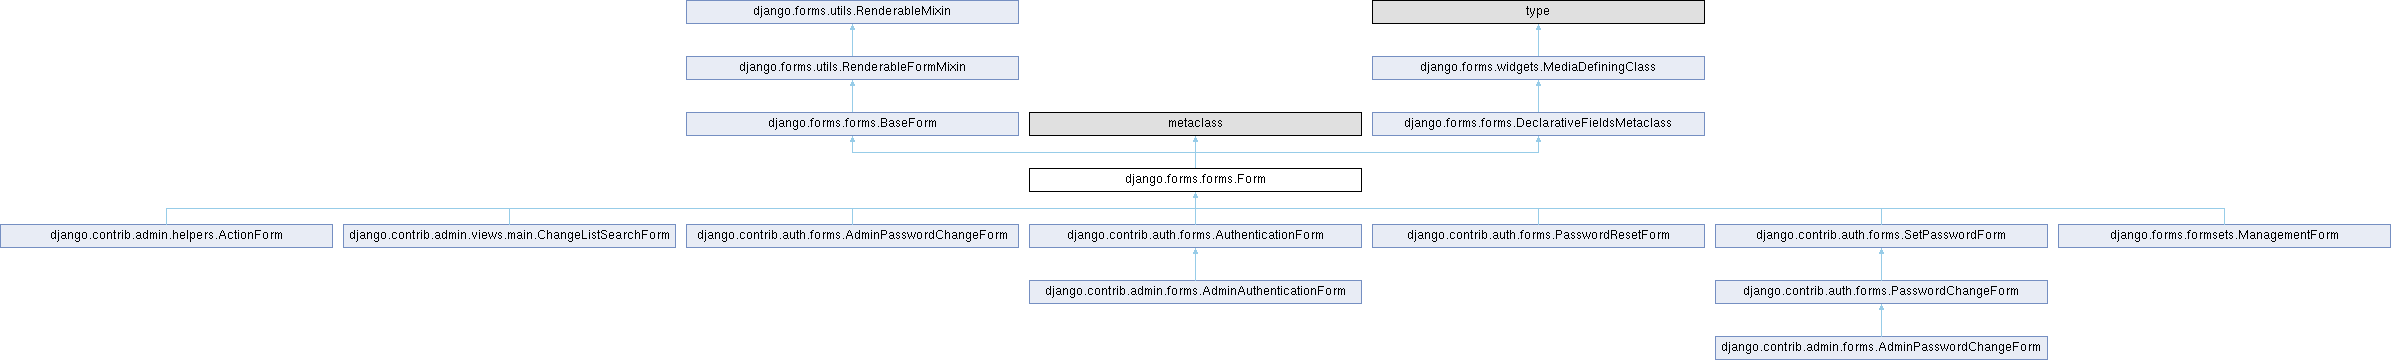 django.forms.utils.RenderableMixin
type
django.forms.utils.RenderableFormMixin
django.forms.widgets.MediaDefiningClass
django.forms.forms.BaseForm
metaclass
django.forms.forms.DeclarativeFieldsMetaclass
django.forms.forms.Form
django.contrib.admin.helpers.ActionForm
django.contrib.admin.views.main.ChangeListSearchForm
django.contrib.auth.forms.AdminPasswordChangeForm
django.contrib.auth.forms.AuthenticationForm
django.contrib.auth.forms.PasswordResetForm
django.contrib.auth.forms.SetPasswordForm
django.forms.formsets.ManagementForm
django.contrib.admin.forms.AdminAuthenticationForm
django.contrib.auth.forms.PasswordChangeForm
django.contrib.admin.forms.AdminPasswordChangeForm